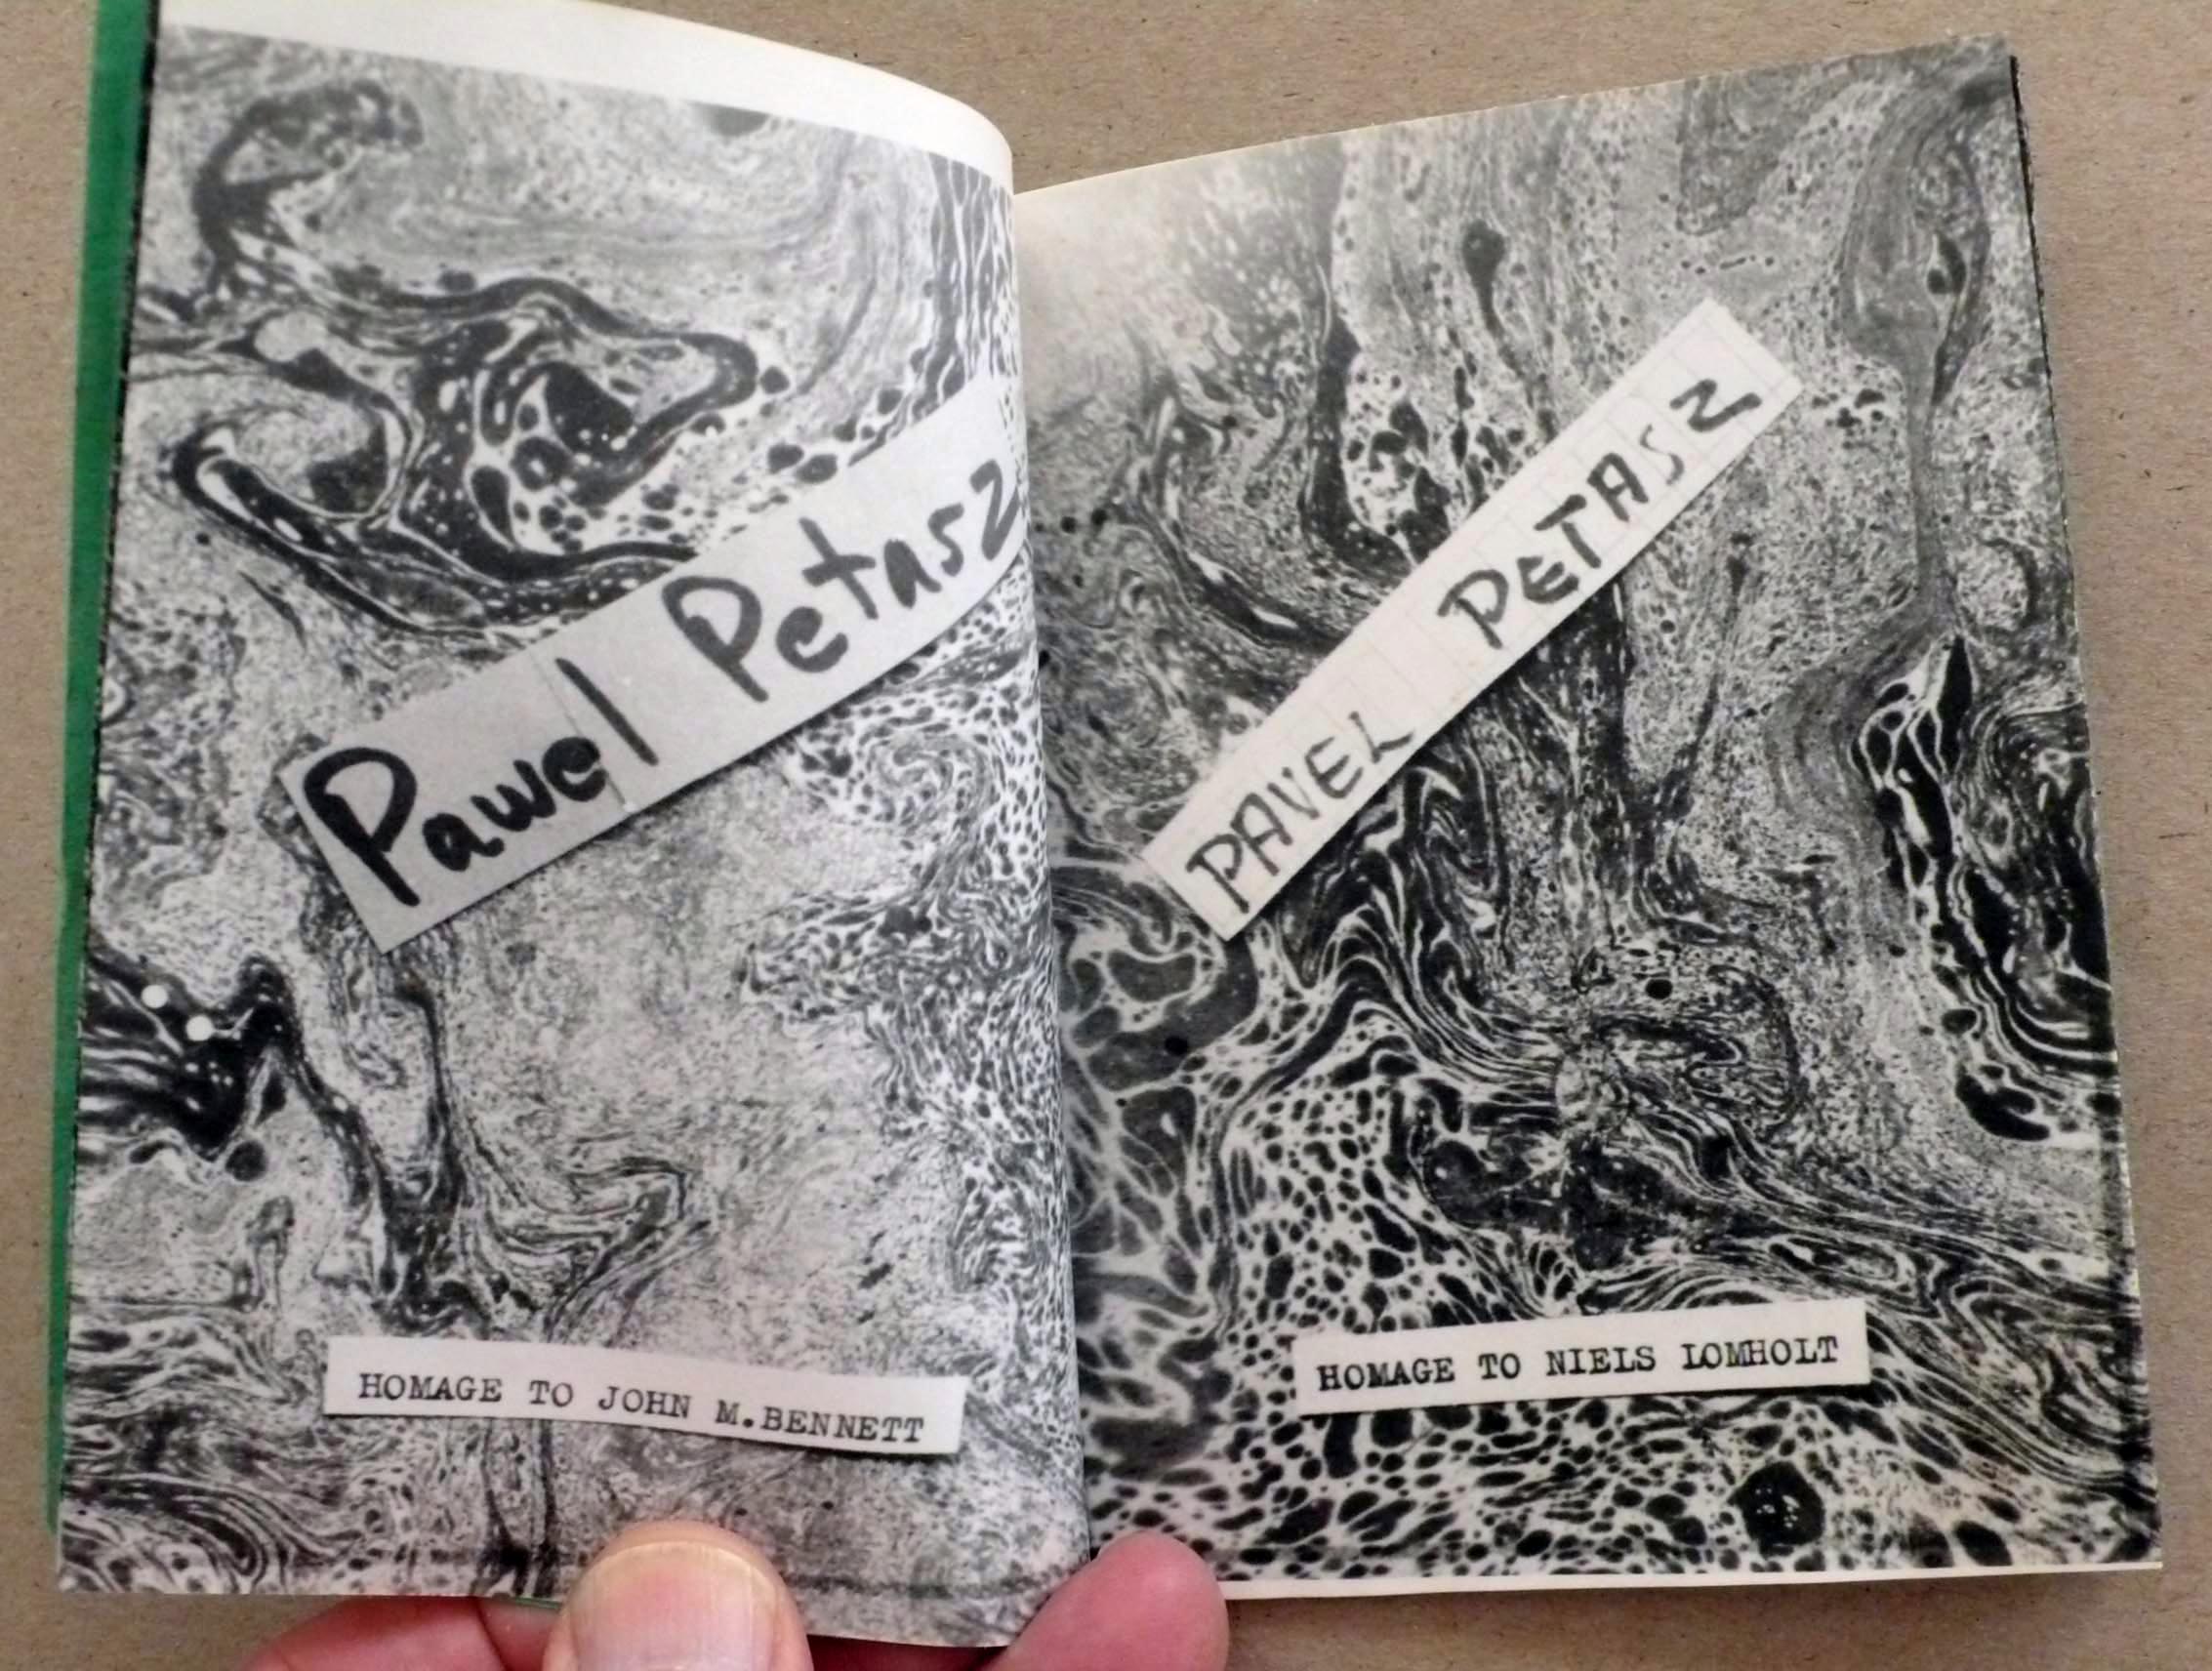 Pawel Petasz
HOMAGE TO JOHN M.BENNETT
PAVEL PETASZ
HOMAGE TO NIELS LOMHOLT